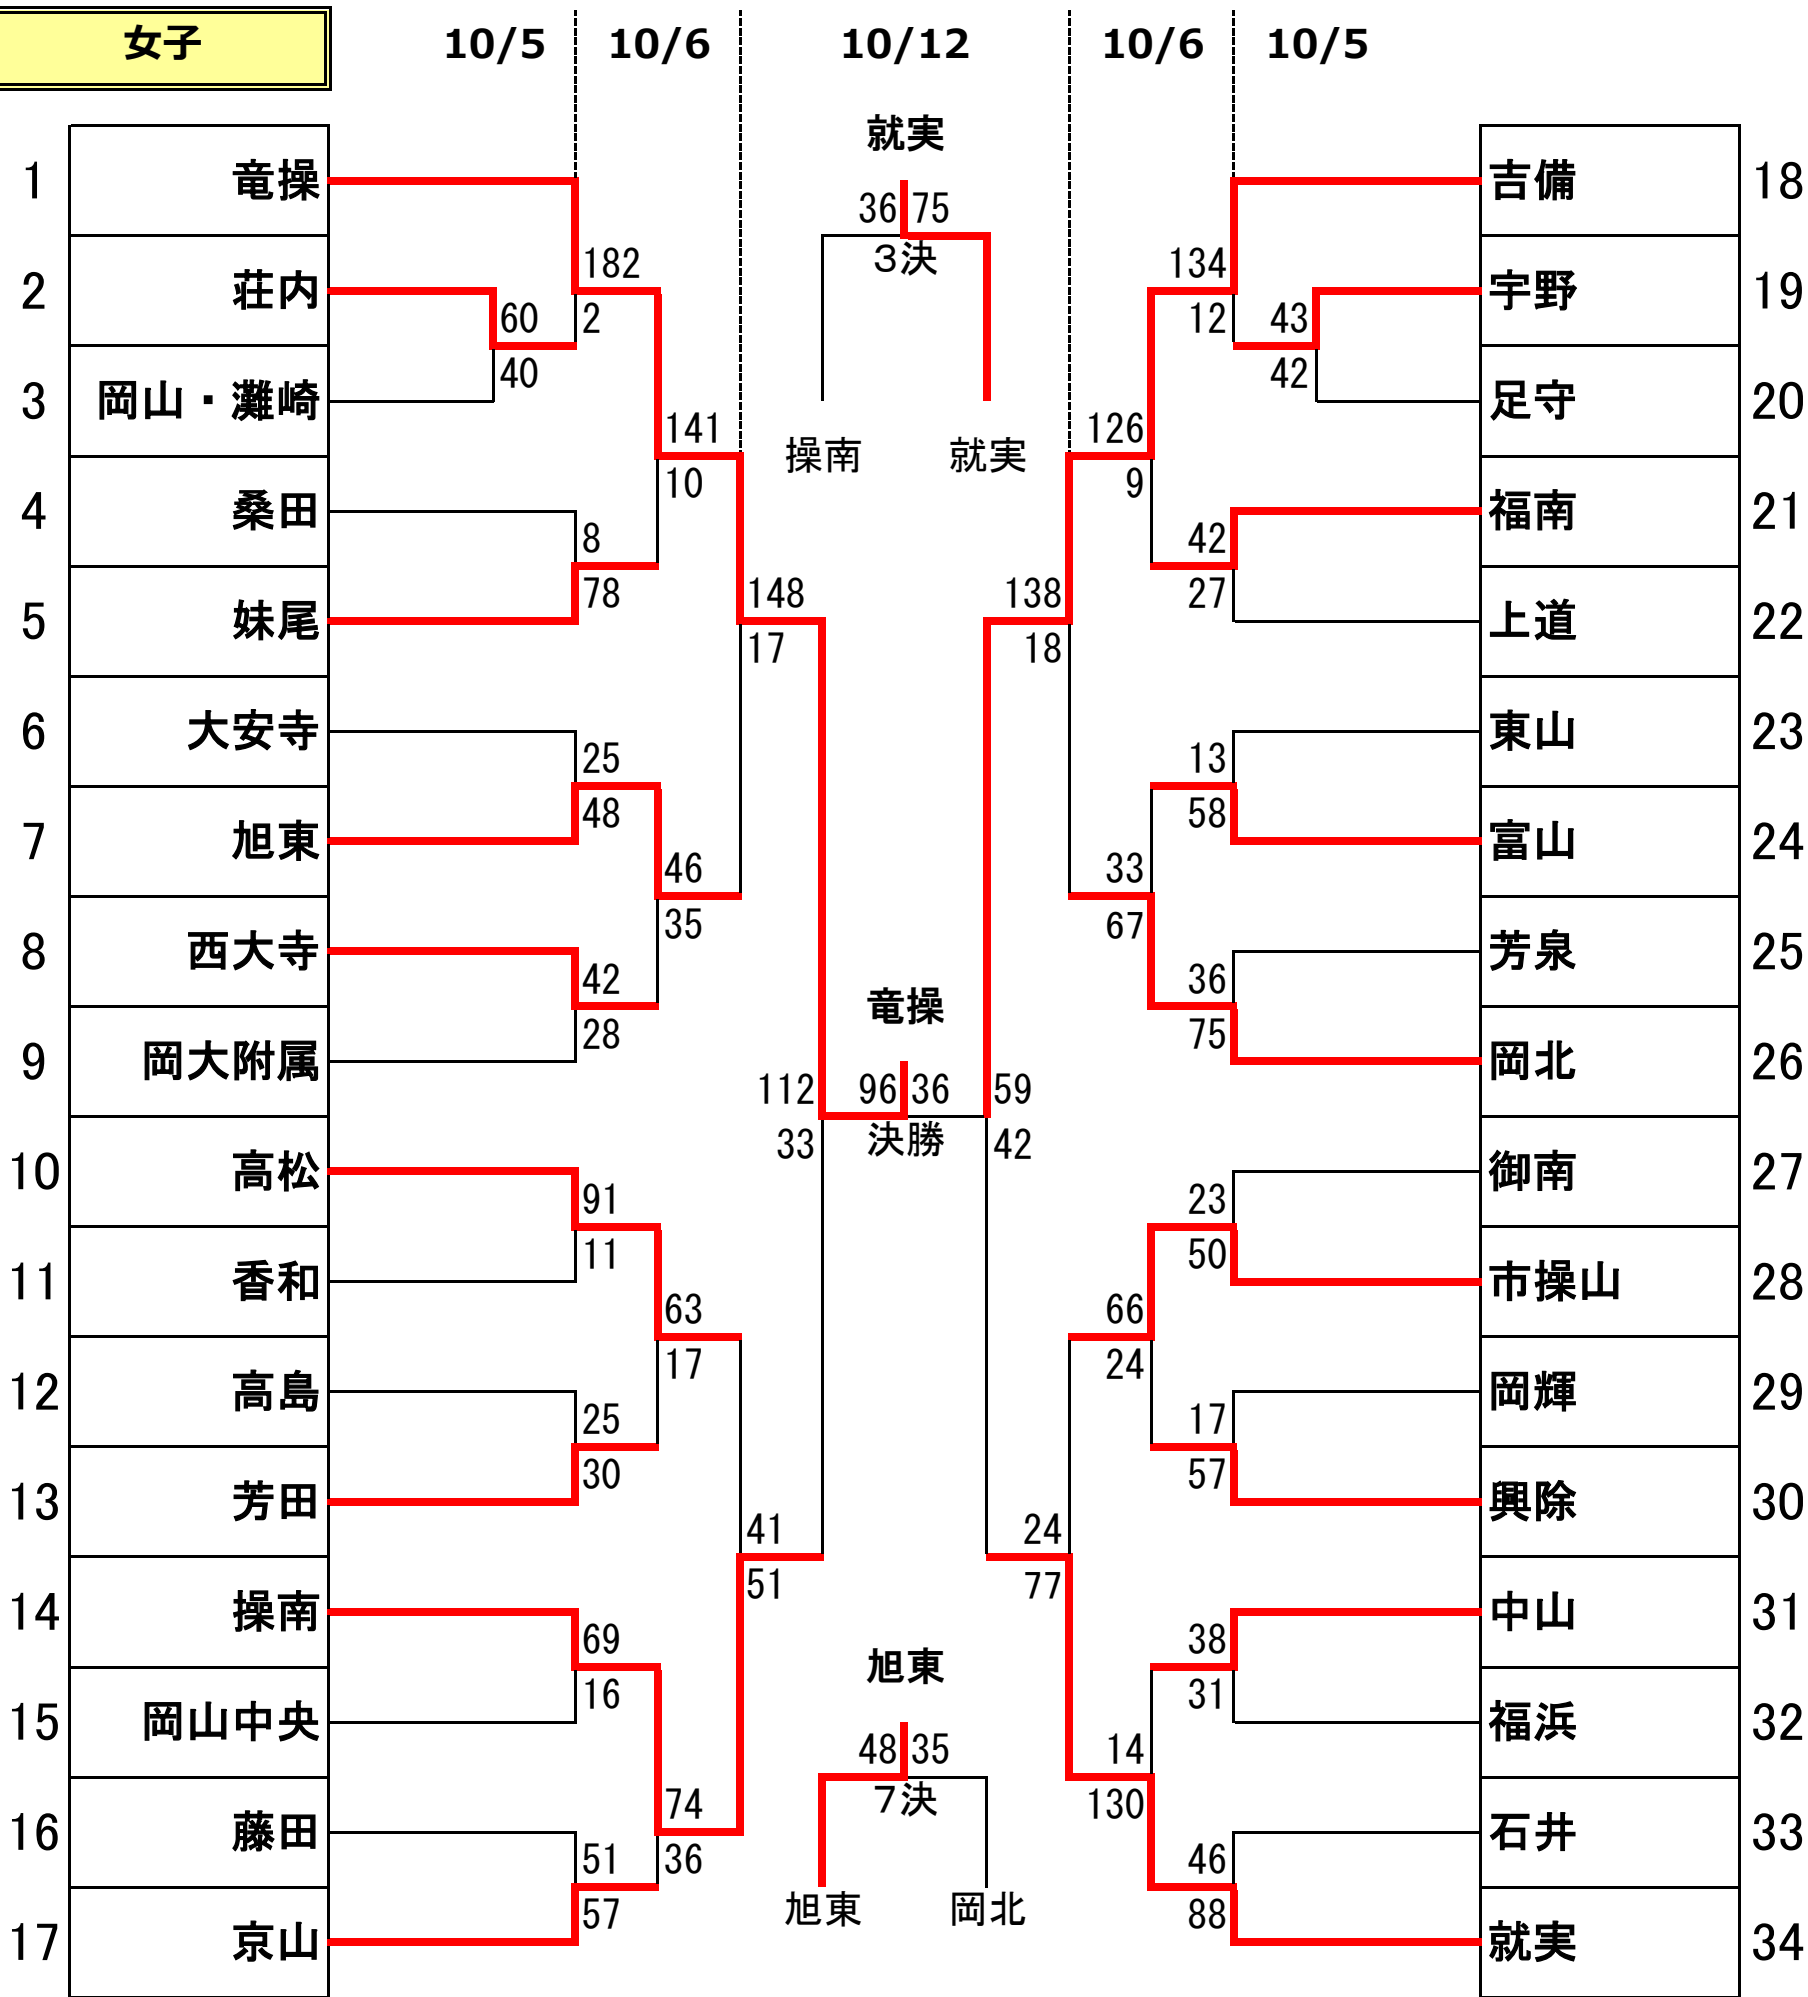 女子 10/5 10/6 10/12 10/6 10/5
就実
1 竜操 36 75 吉備 18
3決
182 134
2 荘内 宇野 19
60 2 12 43
40 42
3 岡山・灘崎 足守 20
141 126
操南 就実
10 9
4 桑田 福南 21
8 42
78 27
148 138
5 妹尾 上道 22
17 18
6 大安寺 東山 23
25 13
48 58
7 旭東 富山 24
46 33
35 67
8 西大寺 芳泉 25
42 36
竜操
28 75
9 岡大附属 岡北 26
112 96 36 59
33 決勝 42
10 高松 御南 27
91 23
11 50
11 香和 市操山 28
63 66
17 24
12 高島 岡輝 29
25 17
30 57
13 芳田 興除 30
41 24
51 77
14 操南 中山 31
69 38
旭東
16 31
15 岡山中央 福浜 32
48 35 14
7決
74 130
16 藤田 石井 33
51 36 46
旭東 岡北
57 88
17 京山 就実 34